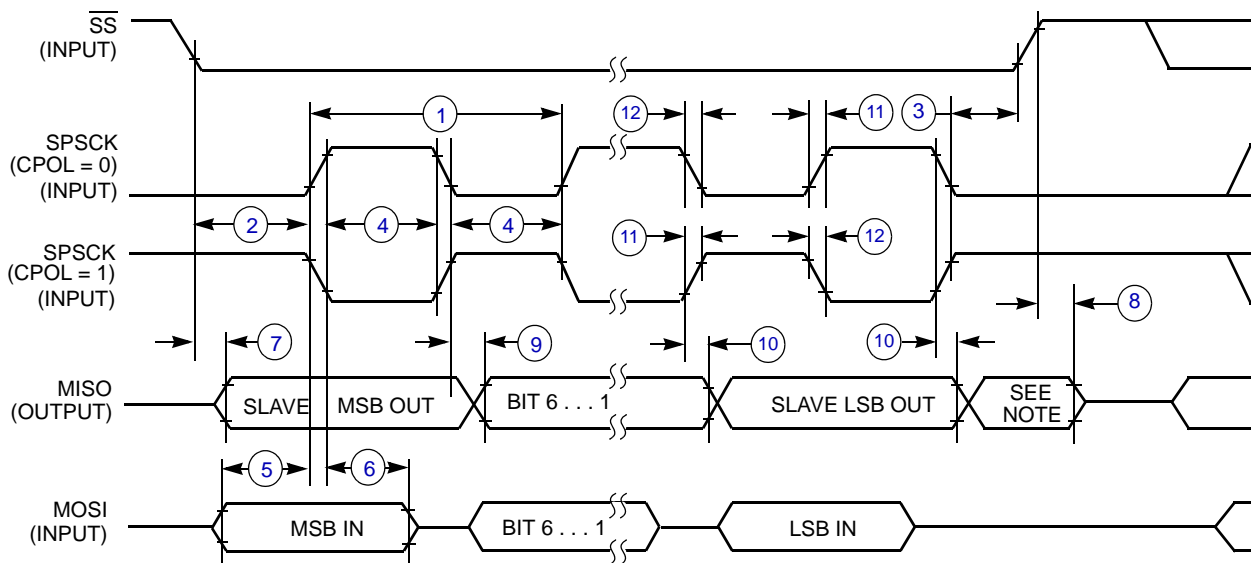 SS
(INPUT)
1
12
11
3
SPSCK
(CPOL = 0)
(INPUT)
2
4
4
11
12
SPSCK
(CPOL = 1)
(INPUT)
8
7
9
10
10
MISO
(OUTPUT)
SLAVE
MSB OUT
BIT 6 . . . 1
SLAVE LSB OUT
SEE
NOTE
5
6
MOSI
(INPUT)
MSB IN
BIT 6 . . . 1
LSB IN